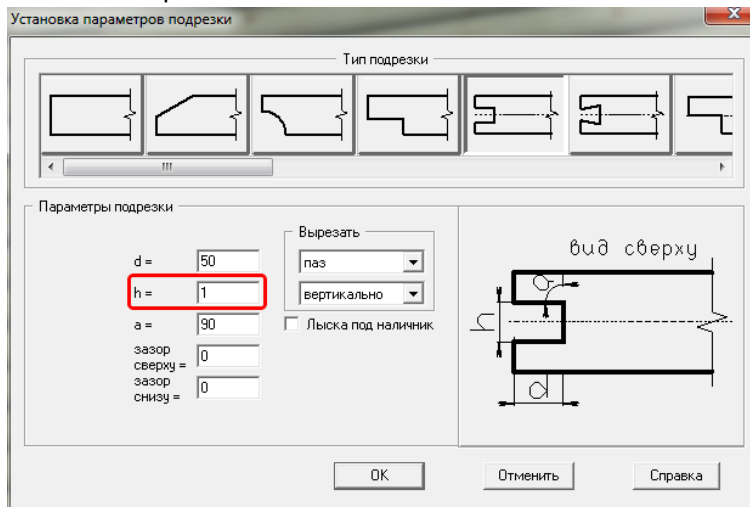 Установка параметров подрезки
Тип подрезки
Параметры подрезки
d = 50
h = 1
a = 90
зазор
сверху = 0
зазор
снизу = 0
Вырезать
паз
вертикально
Лыска под наличник
вид сверху
a
h
d
OK
Отменить
Справка